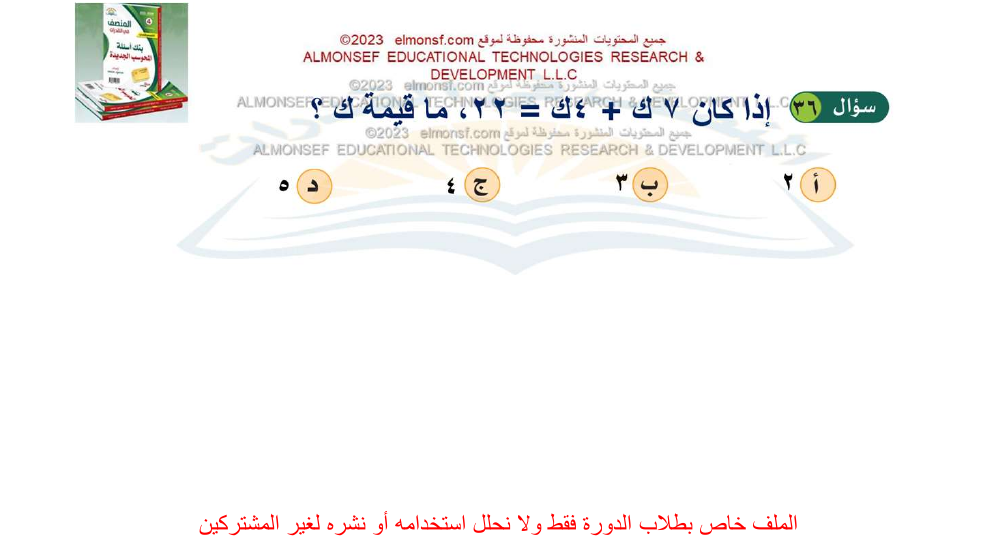 المنصف
بنك أسئلة
المحوسب الجديدة
جميع المحتويات المنشورة محفوظة لموقع elmonsf.com ©2023
ALMONSEF EDUCATIONAL TECHNOLOGIES RESEARCH &
DEVELOPMENT L.L.C
جميع المحتويات المنشورة محفوظة لموقع elmonsf.com ©2023
ALMONSEF EDUCATIONAL TECHNOLOGIES RESEARCH & DEVELOPMENT L.L.C
سؤال ٣٦ إذا كان ٧ ك + ٤ك = ٢٢، ما قيمة ك ؟
جميع المحتويات المنشورة محفوظة لموقع elmonsf.com ©2023
ALMONSEF EDUCATIONAL TECHNOLOGIES RESEARCH & DEVELOPMENT L.L.C
أ ٢ ب ٣ ج ٤ د ٥
الملف خاص بطلاب الدورة فقط ولا نحلل استخدامه أو نشره لغير المشتركين